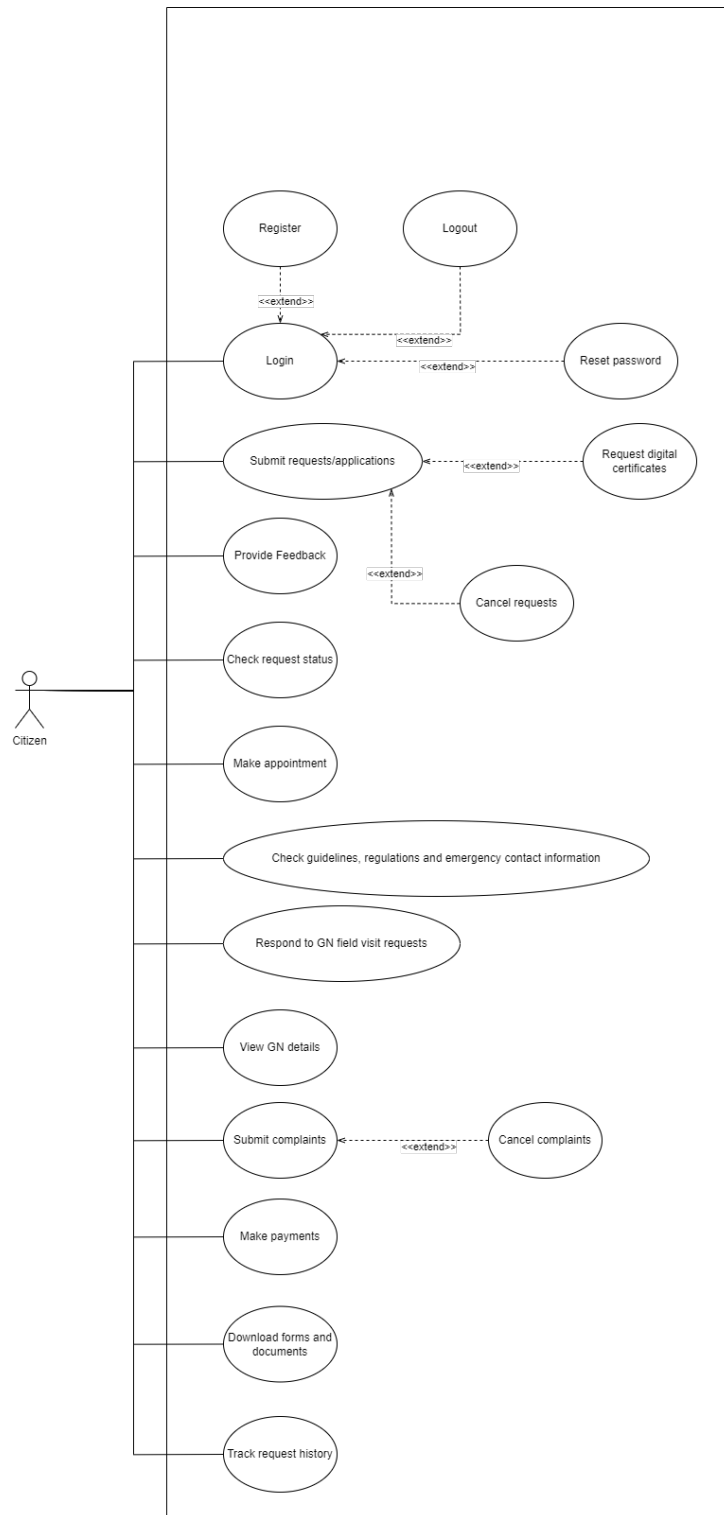 Register
Logout
<<extend>>
<<extend>>
Login
<<extend>>
Reset password
Submit requests/applications
<<extend>>
Request digital
certificates
Provide Feedback
<<extend>>
Cancel requests
Check request status
Citizen
Make appointment
Check guidelines, regulations and emergency contact information
Respond to GN field visit requests
View GN details
Submit complaints
<<extend>>
Cancel complaints
Make payments
Download forms and
documents
Track request history